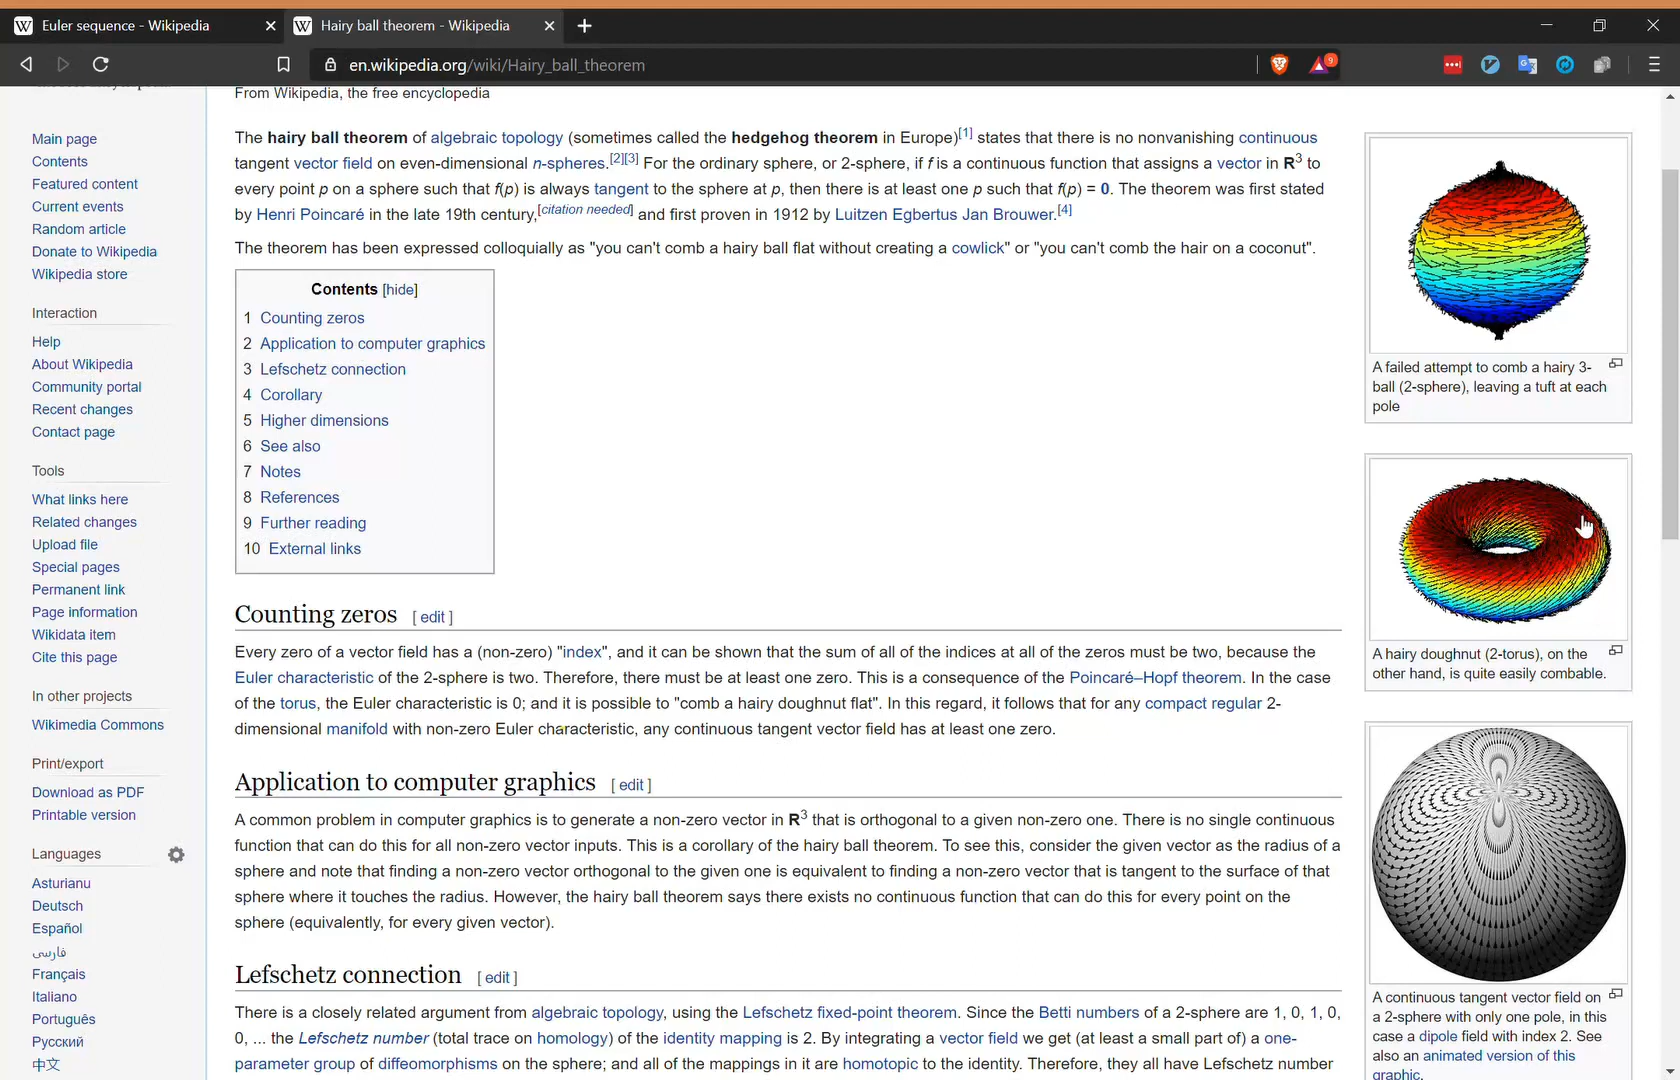 Euler sequence - Wikipedia
Hairy ball theorem - Wikipedia
en.wikipedia.org/wiki/Hairy_ball_theorem
9
From Wikipedia, the free encyclopedia
Main page
Contents
Featured content
Current events
Random article
Donate to Wikipedia
Wikipedia store
Interaction
Help
About Wikipedia
Community portal
Recent changes
Contact page
Tools
What links here
Related changes
Upload file
Special pages
Permanent link
Page information
Wikidata item
Cite this page
In other projects
Wikimedia Commons
Print/export
Download as PDF
Printable version
Languages
Asturianu
Deutsch
Español
فارسی
Français
Italiano
Português
Русский
中文
The hairy ball theorem of algebraic topology (sometimes called the hedgehog theorem in Europe)[1] states that there is no nonvanishing continuous
tangent vector field on even-dimensional n-spheres.[2][3] For the ordinary sphere, or 2-sphere, if f is a continuous function that assigns a vector in R3 to
every point p on a sphere such that f(p) is always tangent to the sphere at p, then there is at least one p such that f(p) = 0. The theorem was first stated
by Henri Poincaré in the late 19th century,[citation needed] and first proven in 1912 by Luitzen Egbertus Jan Brouwer.[4]
The theorem has been expressed colloquially as "you can't comb a hairy ball flat without creating a cowlick" or "you can't comb the hair on a coconut".
Contents [hide]
1 Counting zeros
2 Application to computer graphics
3 Lefschetz connection
4 Corollary
5 Higher dimensions
6 See also
7 Notes
8 References
9 Further reading
10 External links
Counting zeros [ edit ]
Every zero of a vector field has a (non-zero) "index", and it can be shown that the sum of all of the indices at all of the zeros must be two, because the
Euler characteristic of the 2-sphere is two. Therefore, there must be at least one zero. This is a consequence of the Poincaré–Hopf theorem. In the case
of the torus, the Euler characteristic is 0; and it is possible to "comb a hairy doughnut flat". In this regard, it follows that for any compact regular 2-
dimensional manifold with non-zero Euler characteristic, any continuous tangent vector field has at least one zero.
Application to computer graphics [ edit ]
A common problem in computer graphics is to generate a non-zero vector in R3 that is orthogonal to a given non-zero one. There is no single continuous
function that can do this for all non-zero vector inputs. This is a corollary of the hairy ball theorem. To see this, consider the given vector as the radius of a
sphere and note that finding a non-zero vector orthogonal to the given one is equivalent to finding a non-zero vector that is tangent to the surface of that
sphere where it touches the radius. However, the hairy ball theorem says there exists no continuous function that can do this for every point on the
sphere (equivalently, for every given vector).
Lefschetz connection [ edit ]
There is a closely related argument from algebraic topology, using the Lefschetz fixed-point theorem. Since the Betti numbers of a 2-sphere are 1, 0, 1, 0,
0, ... the Lefschetz number (total trace on homology) of the identity mapping is 2. By integrating a vector field we get (at least a small part of) a one-
parameter group of diffeomorphisms on the sphere; and all of the mappings in it are homotopic to the identity. Therefore, they all have Lefschetz number
A failed attempt to comb a hairy 3-
ball (2-sphere), leaving a tuft at each
pole
A hairy doughnut (2-torus), on the
other hand, is quite easily combable.
A continuous tangent vector field on
a 2-sphere with only one pole, in this
case a dipole field with index 2. See
also an animated version of this
graphic.